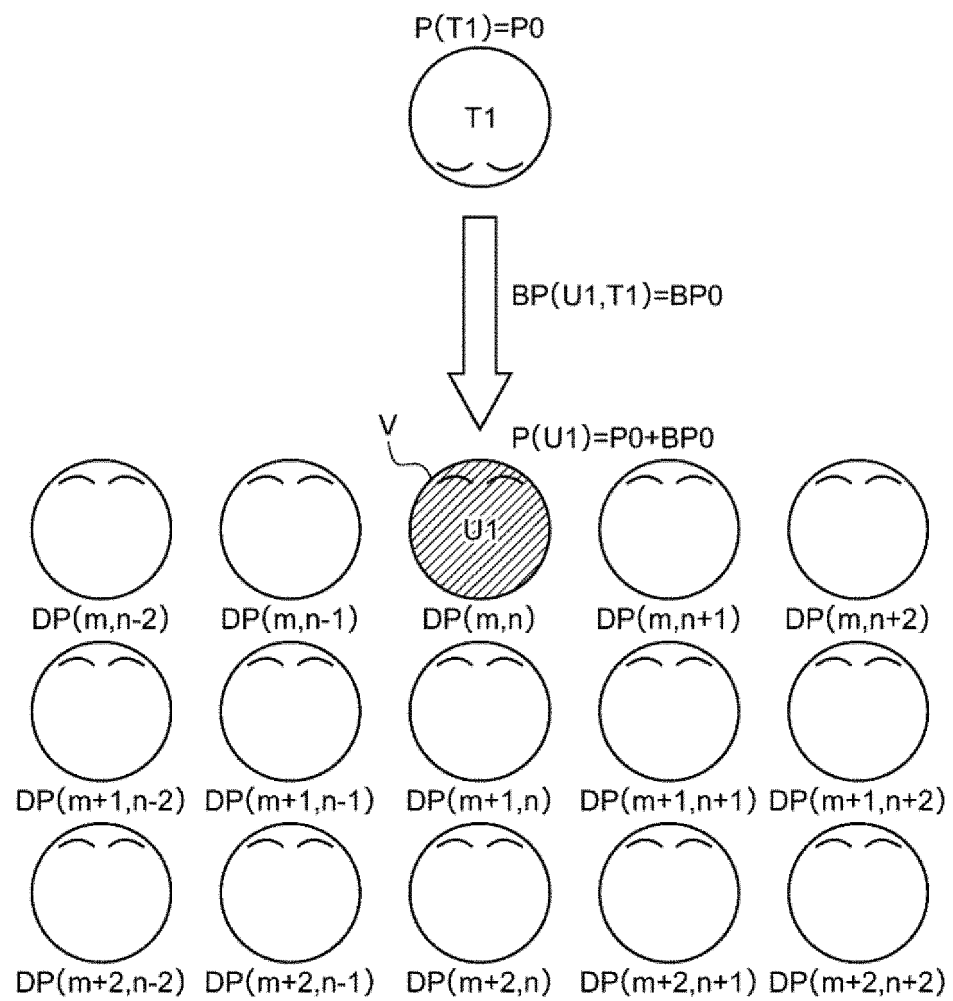 P(T1)=P0
T1
BP(U1,T1)=BP0
V
P(U1)=P0+BP0
U1
DP(m,n-2) DP(m,n-1) DP(m,n) DP(m,n+1) DP(m,n+2)
DP(m+1,n-2) DP(m+1,n-1) DP(m+1,n) DP(m+1,n+1) DP(m+1,n+2)
DP(m+2,n-2) DP(m+2,n-1) DP(m+2,n) DP(m+2,n+1) DP(m+2,n+2)